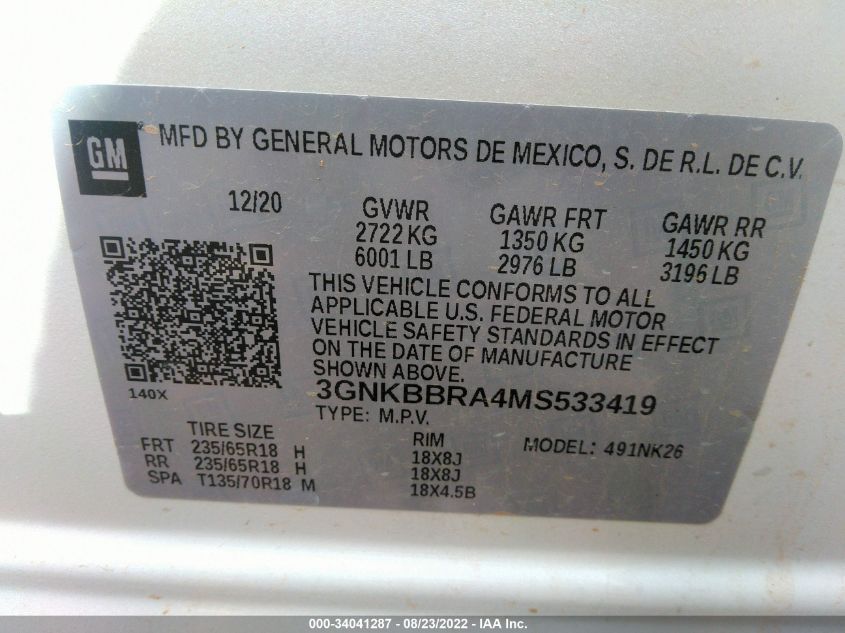 GM
MFD BY GENERAL MOTORS DE MEXICO, S. DE R.L. DE C.V.
12/20
GVWR
2722 KG
6001 LB
GAWR FRT
1350 KG
2976 LB
GAWR RR
1450 KG
3196 LB
THIS VEHICLE CONFORMS TO ALL
APPLICABLE U.S. FEDERAL MOTOR
VEHICLE SAFETY STANDARDS IN EFFECT
ON THE DATE OF MANUFACTURE
SHOWN ABOVE.
140X
3GNKBBRA4MS533419
TYPE: M.P.V.
TIRE SIZE
RIM
MODEL: 491NK26
FRT 235/65R18 H 18X8J
RR 235/65R18 H 18X8J
SPA T135/70R18 M 18X4.5B
000-34041287 - 08/23/2022 - IAA Inc.